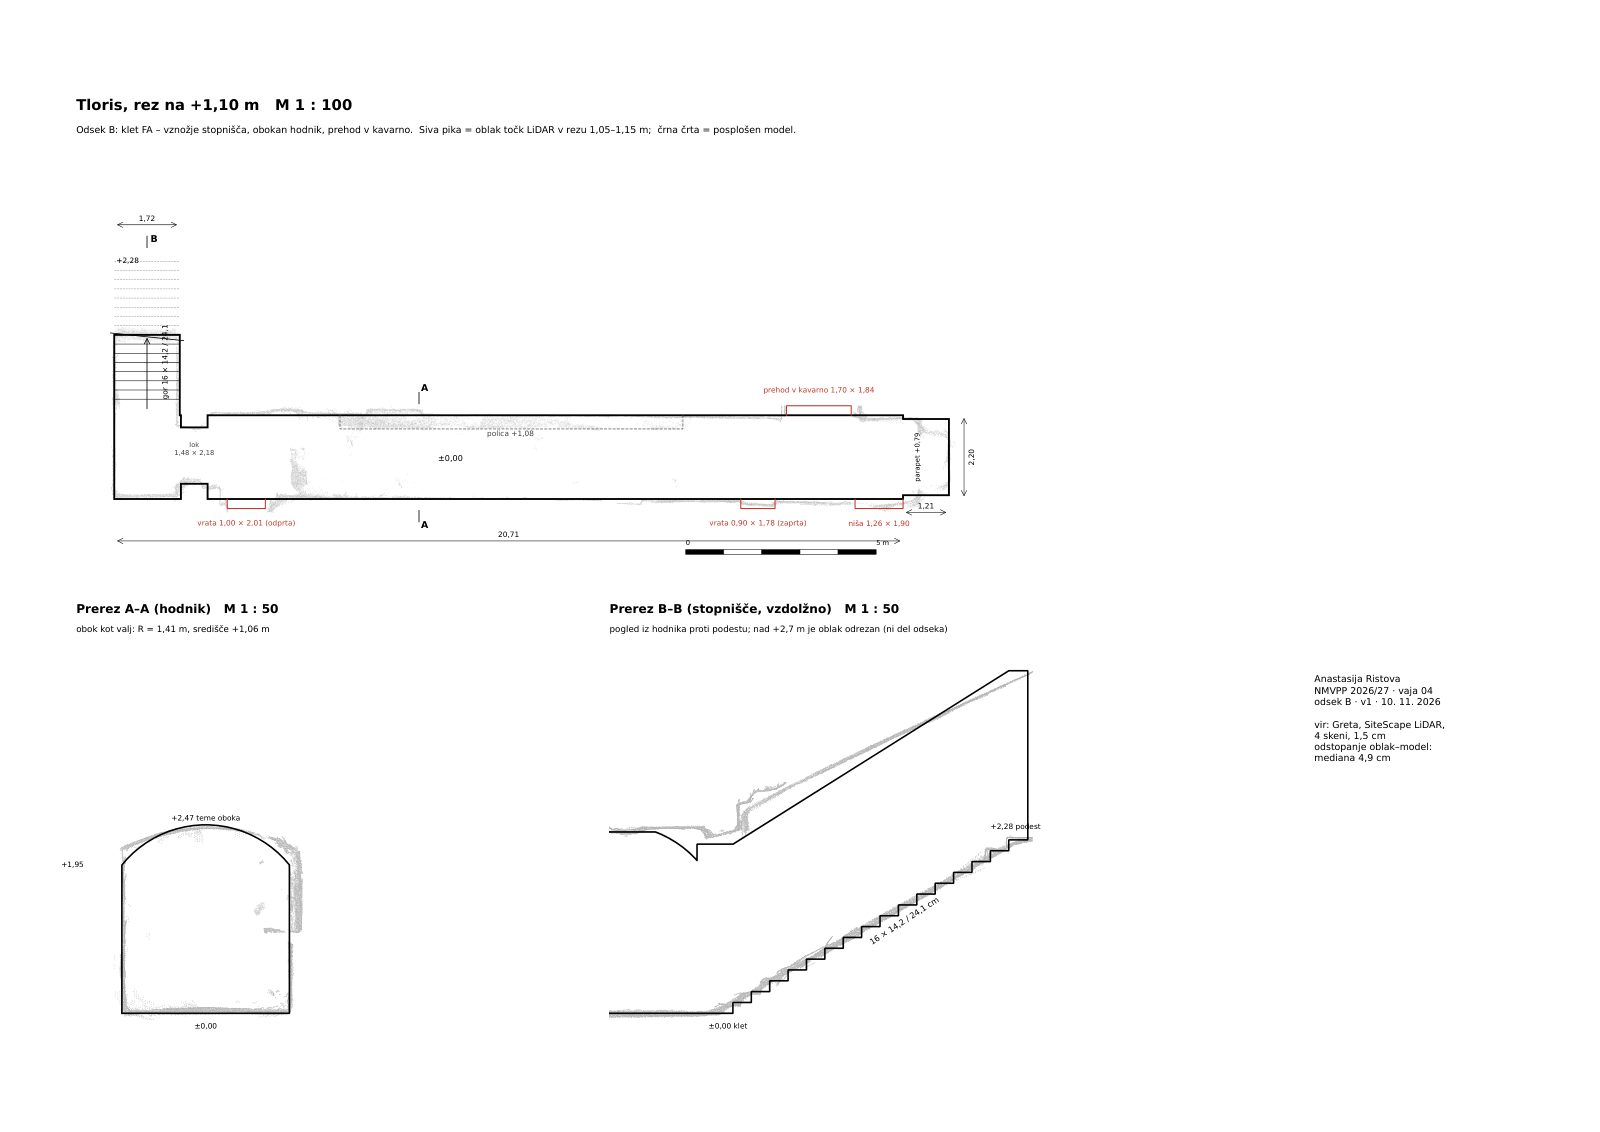 Tloris, rez na +1,10 m   M 1 : 100
Odsek B: klet FA – vznožje stopnišča, obokan hodnik, prehod v kavarno.  Siva pika = oblak točk LiDAR v rezu 1,05–1,15 m;  črna črta = posplošen model.
1,72
B
+2,28
gor 16 × 14,2 / 24,1
A
prehod v kavarno 1,70 × 1,84
polica +1,08
lok
1,48 × 2,18
±0,00
parapet +0,79
2,20
1,21
vrata 1,00 × 2,01 (odprta)
A
vrata 0,90 × 1,78 (zaprta)
niša 1,26 × 1,90
20,71
0
5 m
Prerez A–A (hodnik)   M 1 : 50
obok kot valj: R = 1,41 m, središče +1,06 m
+2,47 teme oboka
+1,95
±0,00
Prerez B–B (stopnišče, vzdolžno)   M 1 : 50
pogled iz hodnika proti podestu; nad +2,7 m je oblak odrezan (ni del odseka)
+2,28 podest
16 × 14,2 / 24,1 cm
±0,00 klet
Anastasija Ristova
NMVPP 2026/27 · vaja 04
odsek B · v1 · 10. 11. 2026
vir: Greta, SiteScape LiDAR,
4 skeni, 1,5 cm
odstopanje oblak–model:
mediana 4,9 cm